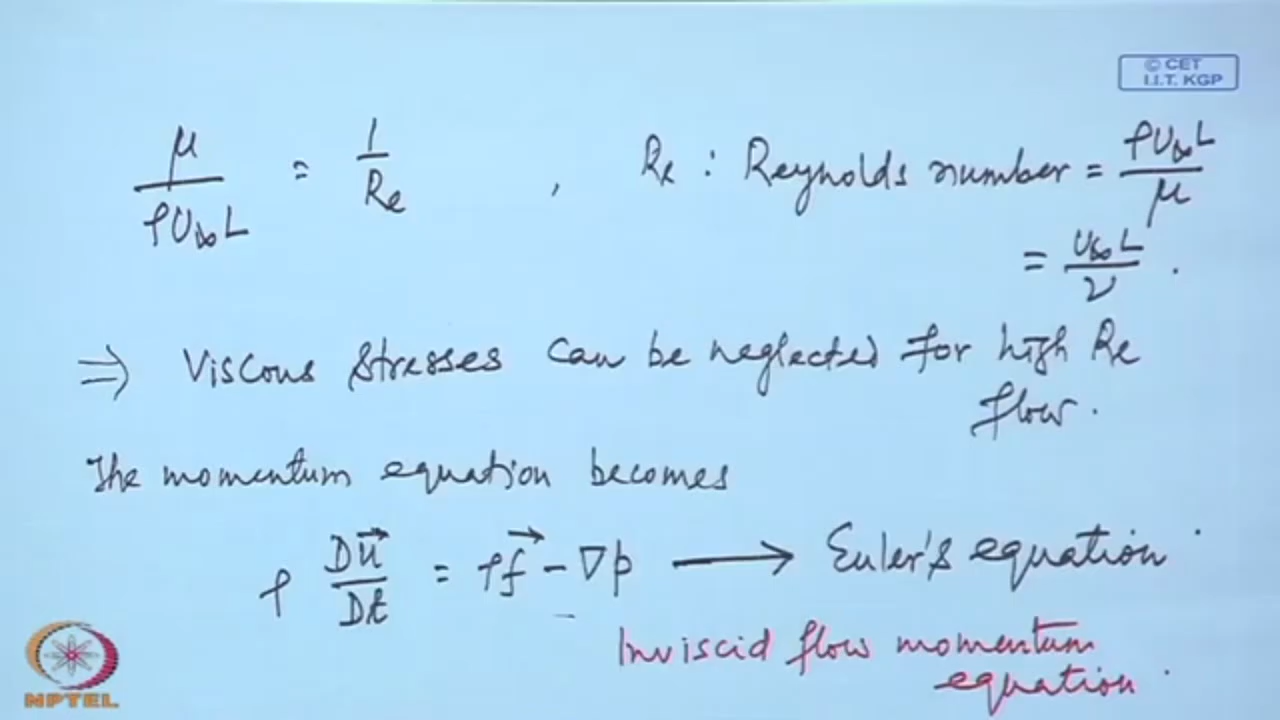 © CET
I.I.T. KGP
μ/ρU∞L = 1/Re , Re : Reynolds number = ρU∞L/μ
= U∞L/ν .
⇒ Viscous stresses can be neglected for high Re
flow.
The momentum equation becomes
ρ Du⃗/Dt = ρf⃗ - ∇p ⟶ Euler's equation
Inviscid flow momentum
equation
NPTEL